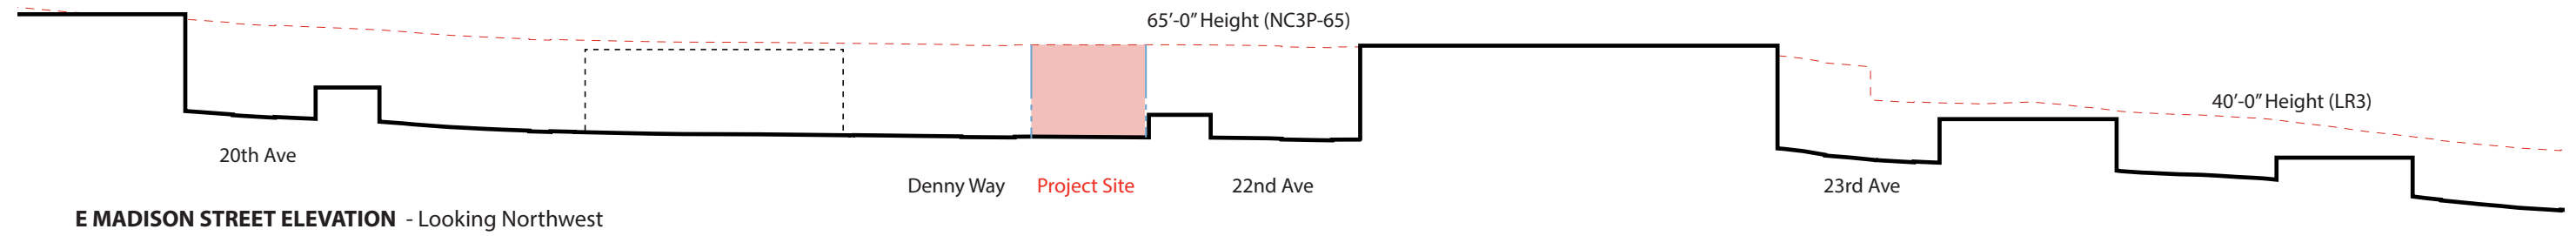 65’-0” Height (NC3P-65)
40’-0” Height (LR3)
20th Ave
Denny Way
Project Site
22nd Ave
23rd Ave
E MADISON STREET ELEVATION - Looking Northwest